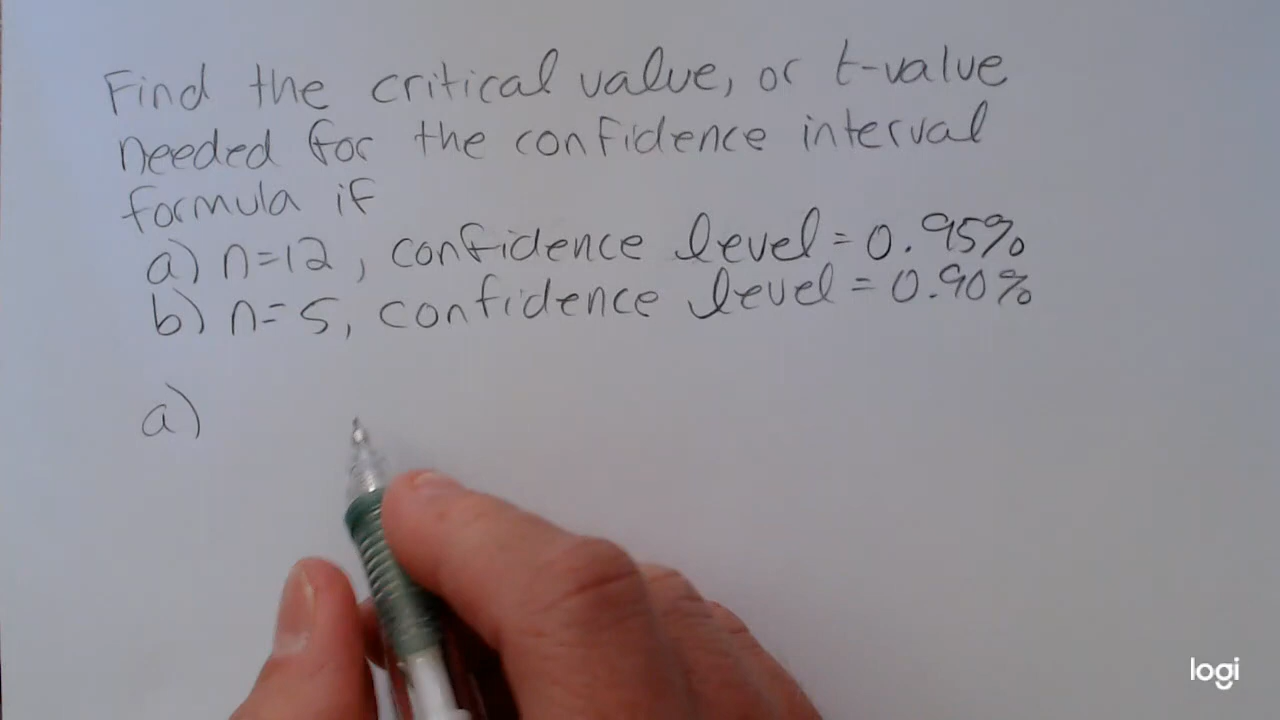 Find the critical value, or t-value
needed for the confidence interval
formula if
a) n=12, confidence level = 0.95%
b) n=5, confidence level = 0.90%
a)
logi